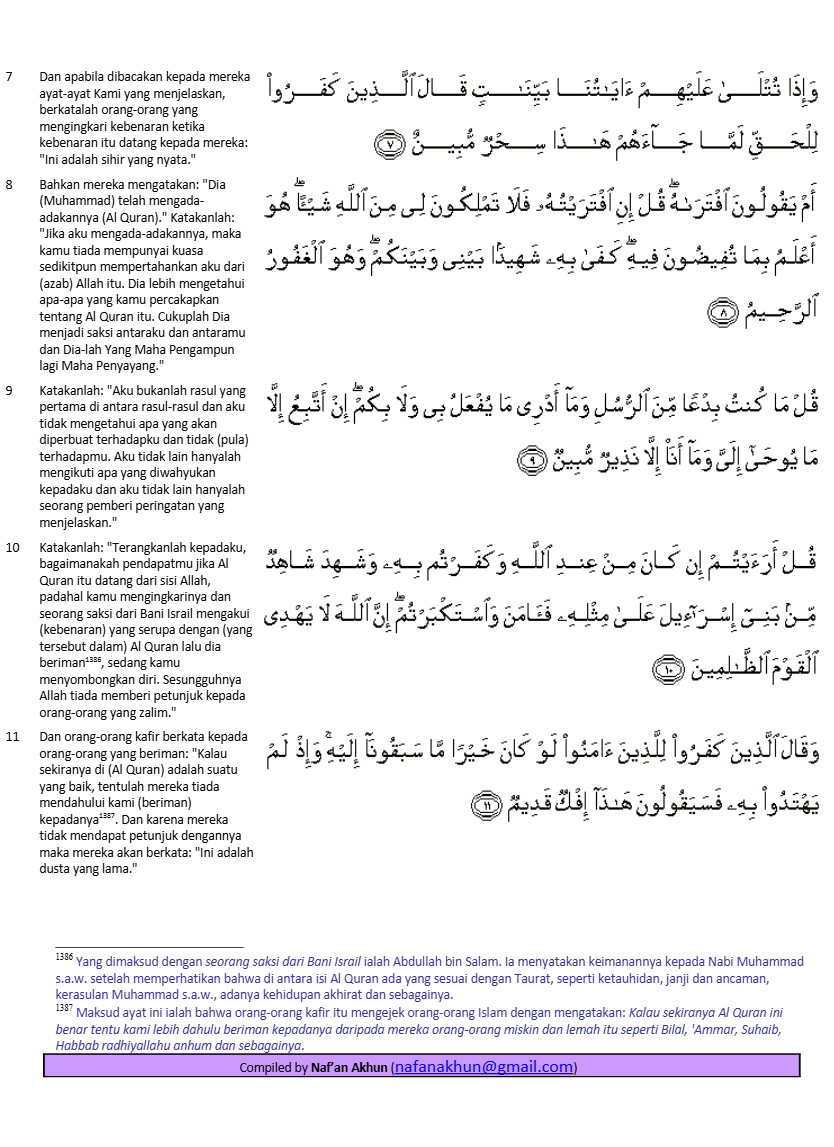 7 Dan apabila dibacakan kepada mereka
ayat-ayat Kami yang menjelaskan,
berkatalah orang-orang yang
mengingkari kebenaran ketika
kebenaran itu datang kepada mereka:
"Ini adalah sihir yang nyata."
وَإِذَا تُتْلَىٰ عَلَيْهِمْ ءَايَـٰتُنَا بَيِّنَـٰتٍ قَالَ ٱلَّذِينَ كَفَرُوا۟
لِلْحَقِّ لَمَّا جَآءَهُمْ هَـٰذَا سِحْرٌ مُّبِينٌ ﴿٧﴾
8 Bahkan mereka mengatakan: "Dia
(Muhammad) telah mengada-
adakannya (Al Quran)." Katakanlah:
"Jika aku mengada-adakannya, maka
kamu tiada mempunyai kuasa
sedikitpun mempertahankan aku dari
(azab) Allah itu. Dia lebih mengetahui
apa-apa yang kamu percakapkan
tentang Al Quran itu. Cukuplah Dia
menjadi saksi antaraku dan antaramu
dan Dia-lah Yang Maha Pengampun
lagi Maha Penyayang."
أَمْ يَقُولُونَ ٱفْتَرَىٰهُ ۖ قُلْ إِنِ ٱفْتَرَيْتُهُۥ فَلَا تَمْلِكُونَ لِى مِنَ ٱللَّهِ شَيْـًٔا ۖ هُوَ
أَعْلَمُ بِمَا تُفِيضُونَ فِيهِ ۖ كَفَىٰ بِهِۦ شَهِيدًۢا بَيْنِى وَبَيْنَكُمْ ۖ وَهُوَ ٱلْغَفُورُ
ٱلرَّحِيمُ ﴿٨﴾
9 Katakanlah: "Aku bukanlah rasul yang
pertama di antara rasul-rasul dan aku
tidak mengetahui apa yang akan
diperbuat terhadapku dan tidak (pula)
terhadapmu. Aku tidak lain hanyalah
mengikuti apa yang diwahyukan
kepadaku dan aku tidak lain hanyalah
seorang pemberi peringatan yang
menjelaskan."
قُلْ مَا كُنتُ بِدْعًا مِّنَ ٱلرُّسُلِ وَمَآ أَدْرِى مَا يُفْعَلُ بِى وَلَا بِكُمْ ۖ إِنْ أَتَّبِعُ إِلَّا
مَا يُوحَىٰٓ إِلَىَّ وَمَآ أَنَا۠ إِلَّا نَذِيرٌ مُّبِينٌ ﴿٩﴾
10 Katakanlah: "Terangkanlah kepadaku,
bagaimanakah pendapatmu jika Al
Quran itu datang dari sisi Allah,
padahal kamu mengingkarinya dan
seorang saksi dari Bani Israil mengakui
(kebenaran) yang serupa dengan (yang
tersebut dalam) Al Quran lalu dia
beriman¹³⁸⁶, sedang kamu
menyombongkan diri. Sesungguhnya
Allah tiada memberi petunjuk kepada
orang-orang yang zalim."
قُلْ أَرَءَيْتُمْ إِن كَانَ مِنْ عِندِ ٱللَّهِ وَكَفَرْتُم بِهِۦ وَشَهِدَ شَاهِدٌ
مِّنۢ بَنِىٓ إِسْرَٰٓءِيلَ عَلَىٰ مِثْلِهِۦ فَـَٔامَنَ وَٱسْتَكْبَرْتُمْ ۖ إِنَّ ٱللَّهَ لَا يَهْدِى
ٱلْقَوْمَ ٱلظَّـٰلِمِينَ ﴿١٠﴾
11 Dan orang-orang kafir berkata kepada
orang-orang yang beriman: "Kalau
sekiranya di (Al Quran) adalah suatu
yang baik, tentulah mereka tiada
mendahului kami (beriman)
kepadanya¹³⁸⁷. Dan karena mereka
tidak mendapat petunjuk dengannya
maka mereka akan berkata: "Ini adalah
dusta yang lama."
وَقَالَ ٱلَّذِينَ كَفَرُوا۟ لِلَّذِينَ ءَامَنُوا۟ لَوْ كَانَ خَيْرًا مَّا سَبَقُونَآ إِلَيْهِ ۚ وَإِذْ لَمْ
يَهْتَدُوا۟ بِهِۦ فَسَيَقُولُونَ هَـٰذَآ إِفْكٌ قَدِيمٌ ﴿١١﴾
¹³⁸⁶ Yang dimaksud dengan seorang saksi dari Bani Israil ialah Abdullah bin Salam. Ia menyatakan keimanannya kepada Nabi Muhammad
s.a.w. setelah memperhatikan bahwa di antara isi Al Quran ada yang sesuai dengan Taurat, seperti ketauhidan, janji dan ancaman,
kerasulan Muhammad s.a.w., adanya kehidupan akhirat dan sebagainya.
¹³⁸⁷ Maksud ayat ini ialah bahwa orang-orang kafir itu mengejek orang-orang Islam dengan mengatakan: Kalau sekiranya Al Quran ini
benar tentu kami lebih dahulu beriman kepadanya daripada mereka orang-orang miskin dan lemah itu seperti Bilal, 'Ammar, Suhaib,
Habbab radhiyallahu anhum dan sebagainya.
Compiled by Naf'an Akhun (nafanakhun@gmail.com)